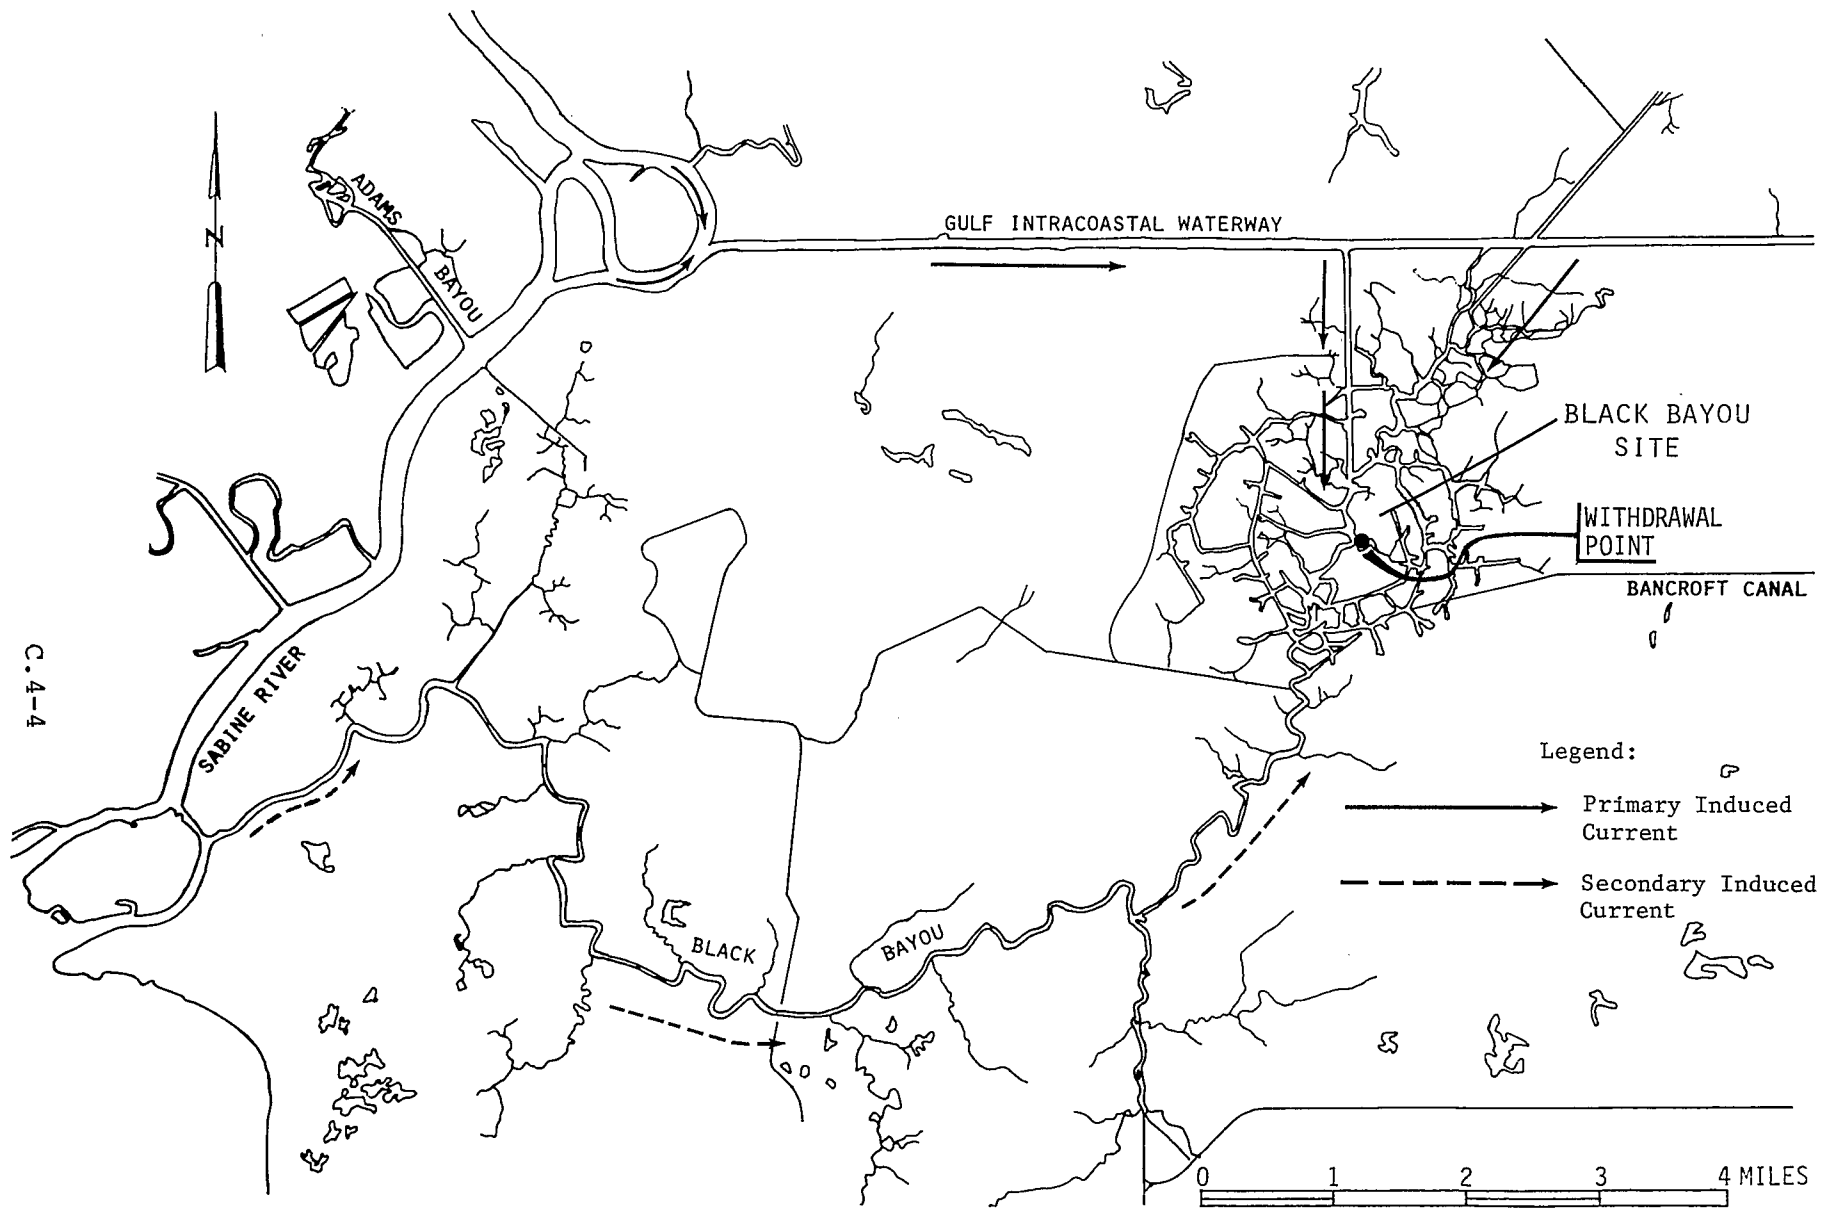 ADAMS
BAYOU
N
GULF INTRACOASTAL WATERWAY
BLACK BAYOU
SITE
WITHDRAWAL
POINT
BANCROFT CANAL
C.4-4
SABINE RIVER
BLACK
BAYOU
Legend:
Primary Induced
Current
Secondary Induced
Current
0 1 2 3 4 MILES